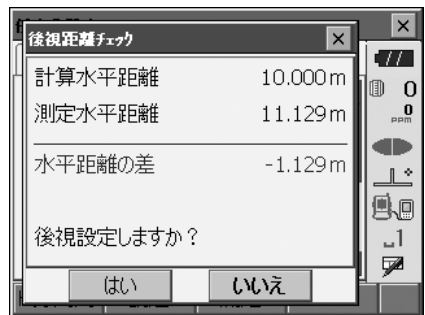 後視距離チェック
計算水平距離 10.000m
測定水平距離 11.129m
水平距離の差 -1.129m
後視設定しますか？
はい いいえ
0
0
PPM
1